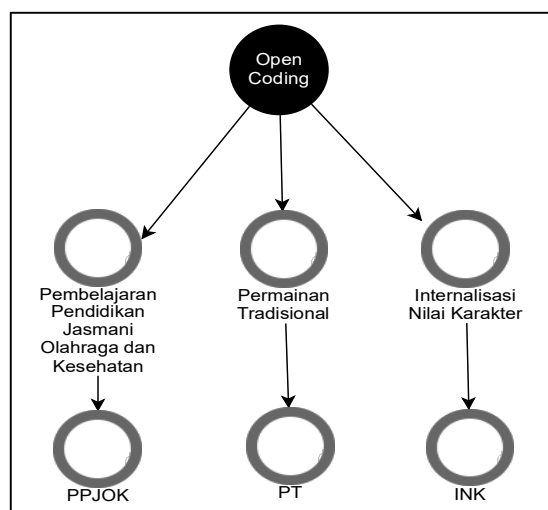 Open
Coding
Pembelajaran
Pendidikan
Jasmani
Olahraga dan
Kesehatan
Permainan
Tradisional
Internalisasi
Nilai Karakter
PPJOK
PT
INK